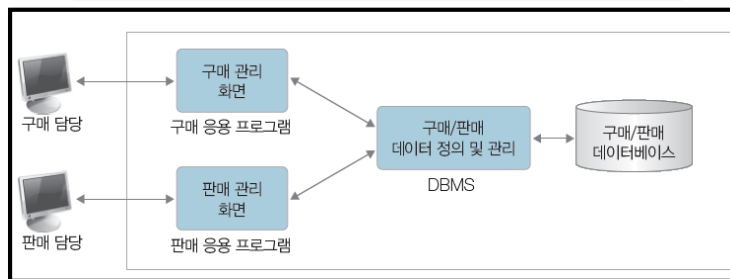 구매 담당
구매 관리
화면
구매 응용 프로그램
판매 담당
판매 관리
화면
판매 응용 프로그램
구매/판매
데이터 정의 및 관리
DBMS
구매/판매
데이터베이스